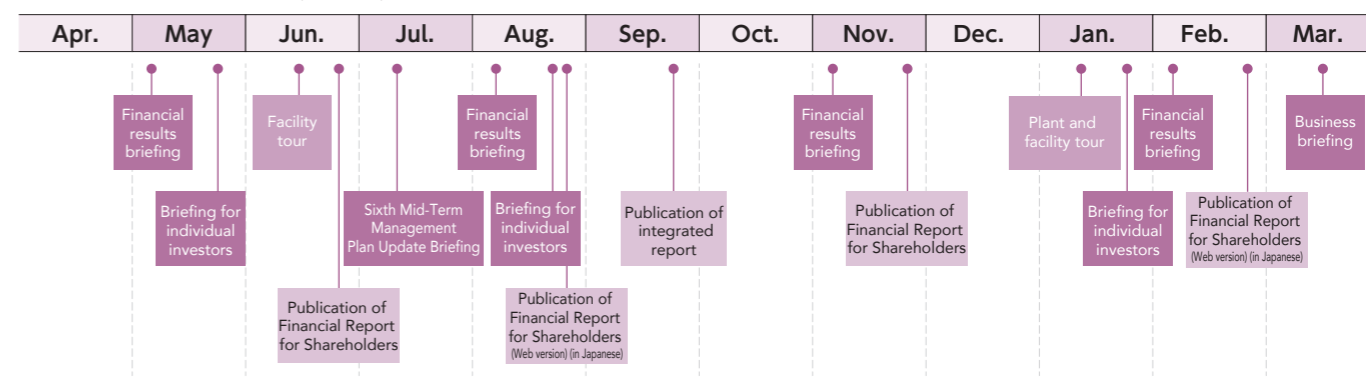 Apr. May Jun. Jul. Aug. Sep. Oct. Nov. Dec. Jan. Feb. Mar.
Financial
results
briefing
Briefing for
individual
investors
Facility
tour
Publication of
Financial Report
for Shareholders
Sixth Mid-Term
Management
Plan Update Briefing
Financial
results
briefing
Briefing for
individual
investors
Publication of
Financial Report
for Shareholders
(Web version) (in Japanese)
Publication of
integrated
report
Financial
results
briefing
Publication of
Financial Report
for Shareholders
Plant and
facility tour
Briefing for
individual
investors
Financial
results
briefing
Publication of
Financial Report
for Shareholders
(Web version) (in Japanese)
Business
briefing